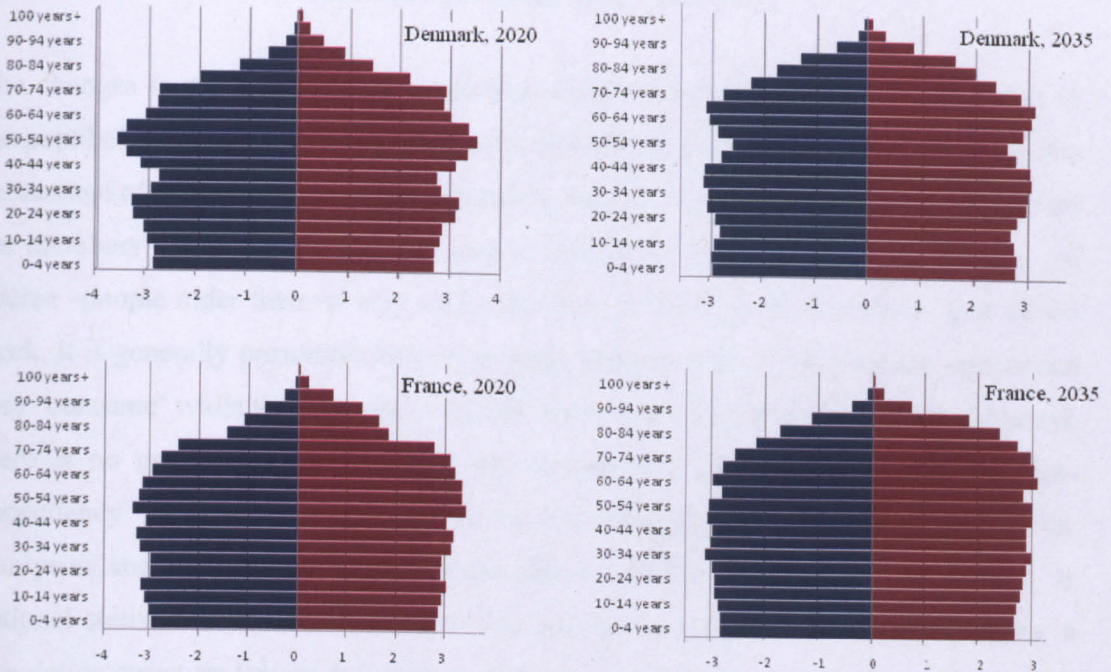 Denmark, 2020
100 years+
90-94 years
80-84 years
70-74 years
60-64 years
50-54 years
40-44 years
30-34 years
20-24 years
10-14 years
0-4 years
-4 -3 -2 -1 0 1 2 3 4
Denmark, 2035
100 years+
90-94 years
80-84 years
70-74 years
60-64 years
50-54 years
40-44 years
30-34 years
20-24 years
10-14 years
0-4 years
-3 -2 -1 0 1 2 3
France, 2020
100 years+
90-94 years
80-84 years
70-74 years
60-64 years
50-54 years
40-44 years
30-34 years
20-24 years
10-14 years
0-4 years
-4 -3 -2 -1 0 1 2 3
France, 2035
100 years+
90-94 years
80-84 years
70-74 years
60-64 years
50-54 years
40-44 years
30-34 years
20-24 years
10-14 years
0-4 years
-3 -2 -1 0 1 2 3